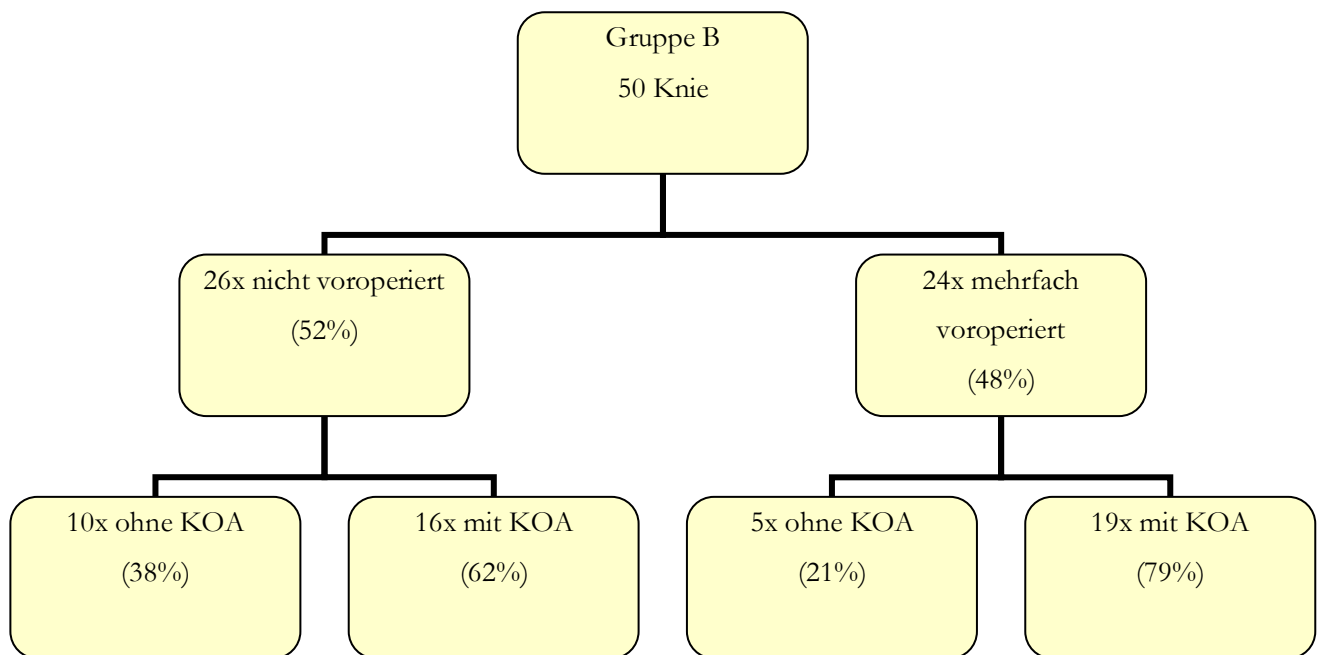 Gruppe B
50 Knie
26x nicht voroperiert
(52%)
24x mehrfach
voroperiert
(48%)
10x ohne KOA
(38%)
16x mit KOA
(62%)
5x ohne KOA
(21%)
19x mit KOA
(79%)